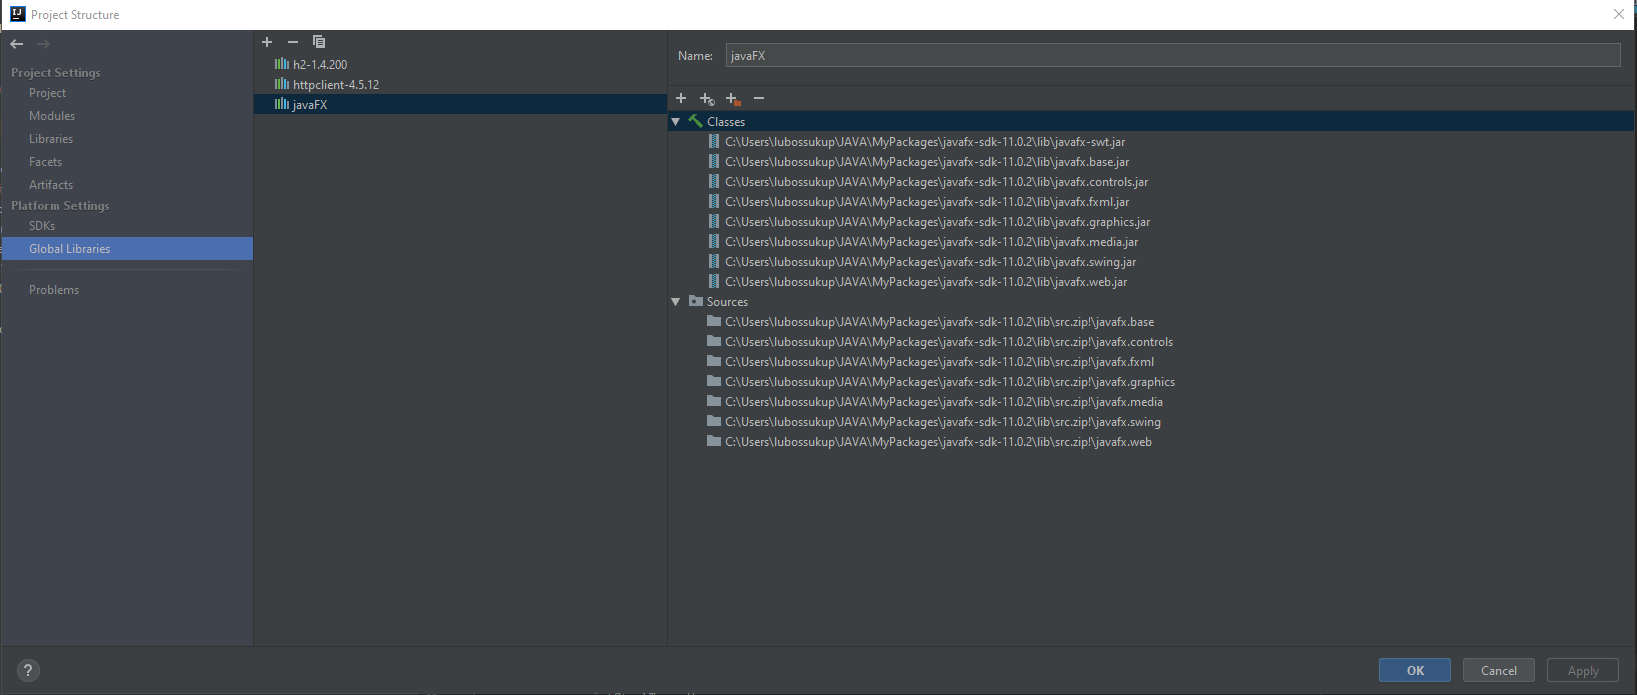 Project Structure
Project Settings
Project
Modules
Libraries
Facets
Artifacts
Platform Settings
SDKs
Global Libraries
Problems
h2-1.4.200
httpclient-4.5.12
javaFX
Name: javaFX
Classes
C:\Users\lubossukup\JAVA\MyPackages\javafx-sdk-11.0.2\lib\javafx-swt.jar
C:\Users\lubossukup\JAVA\MyPackages\javafx-sdk-11.0.2\lib\javafx.base.jar
C:\Users\lubossukup\JAVA\MyPackages\javafx-sdk-11.0.2\lib\javafx.controls.jar
C:\Users\lubossukup\JAVA\MyPackages\javafx-sdk-11.0.2\lib\javafx.fxml.jar
C:\Users\lubossukup\JAVA\MyPackages\javafx-sdk-11.0.2\lib\javafx.graphics.jar
C:\Users\lubossukup\JAVA\MyPackages\javafx-sdk-11.0.2\lib\javafx.media.jar
C:\Users\lubossukup\JAVA\MyPackages\javafx-sdk-11.0.2\lib\javafx.swing.jar
C:\Users\lubossukup\JAVA\MyPackages\javafx-sdk-11.0.2\lib\javafx.web.jar
Sources
C:\Users\lubossukup\JAVA\MyPackages\javafx-sdk-11.0.2\lib\src.zip!\javafx.base
C:\Users\lubossukup\JAVA\MyPackages\javafx-sdk-11.0.2\lib\src.zip!\javafx.controls
C:\Users\lubossukup\JAVA\MyPackages\javafx-sdk-11.0.2\lib\src.zip!\javafx.fxml
C:\Users\lubossukup\JAVA\MyPackages\javafx-sdk-11.0.2\lib\src.zip!\javafx.graphics
C:\Users\lubossukup\JAVA\MyPackages\javafx-sdk-11.0.2\lib\src.zip!\javafx.media
C:\Users\lubossukup\JAVA\MyPackages\javafx-sdk-11.0.2\lib\src.zip!\javafx.swing
C:\Users\lubossukup\JAVA\MyPackages\javafx-sdk-11.0.2\lib\src.zip!\javafx.web
?
OK
Cancel
Apply